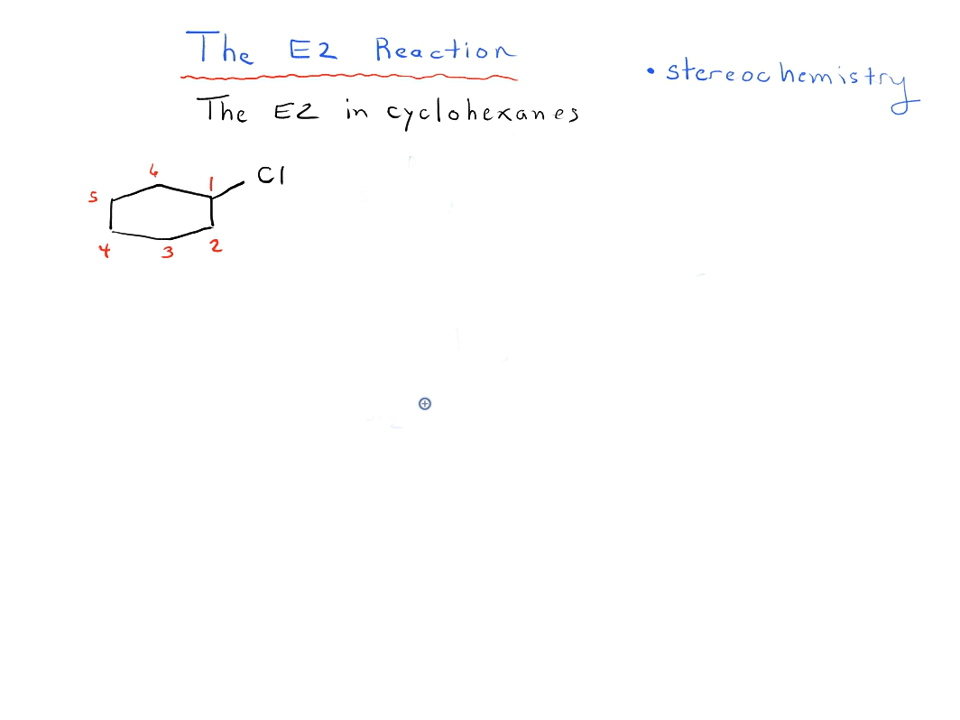 The E2 Reaction
• stereochemistry
The E2 in cyclohexanes
Cl
6
1
5
4
3
2